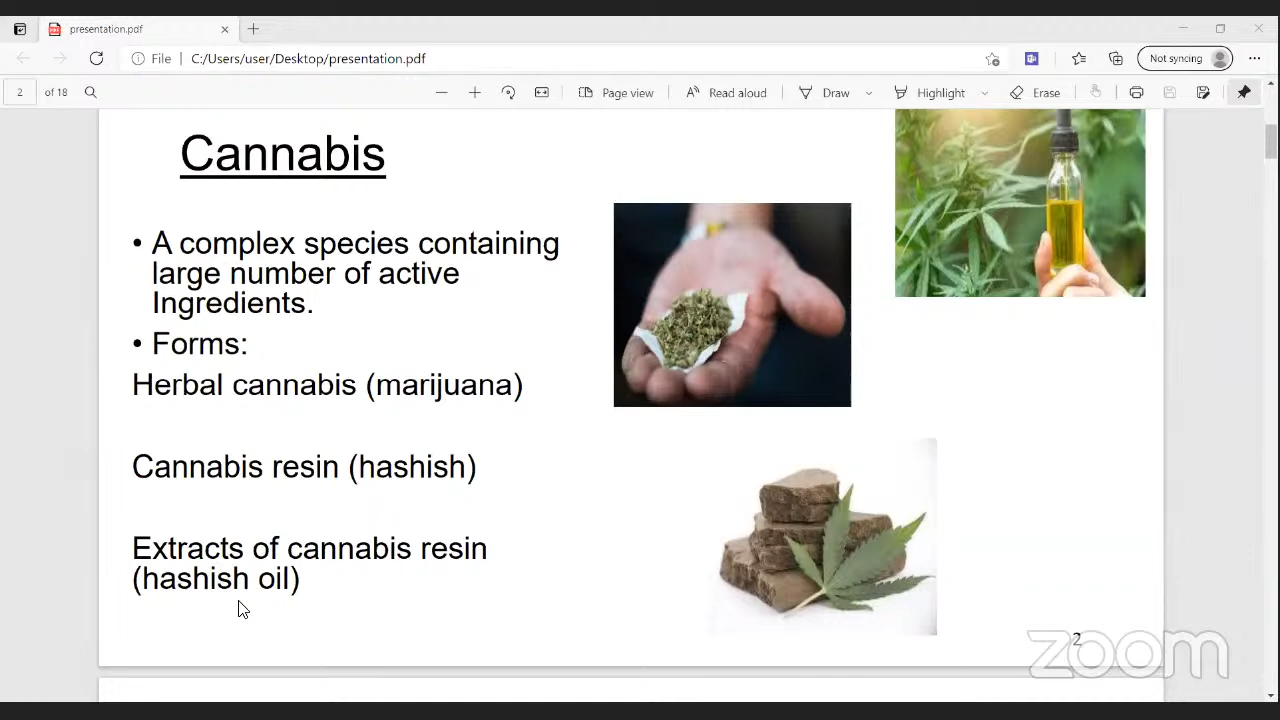 presentation.pdf
File
C:/Users/user/Desktop/presentation.pdf
Not syncing
2 of 18
Page view
Read aloud
Draw
Highlight
Erase
Cannabis
• A complex species containing
large number of active
Ingredients.
• Forms:
Herbal cannabis (marijuana)
Cannabis resin (hashish)
Extracts of cannabis resin
(hashish oil)
2
zoom